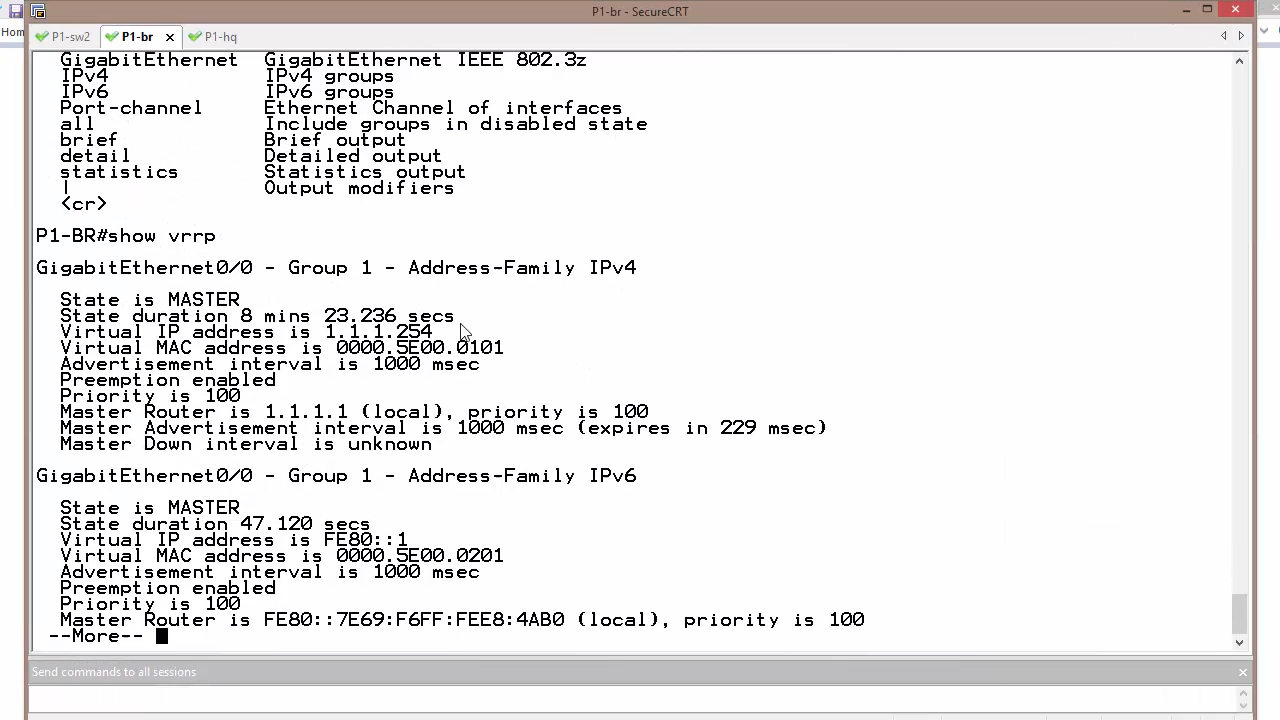 P1-br - SecureCRT
Hom
P1-sw2 P1-br x P1-hq
GigabitEthernet GigabitEthernet IEEE 802.3z
IPv4 IPv4 groups
IPv6 IPv6 groups
Port-channel Ethernet Channel of interfaces
all Include groups in disabled state
brief Brief output
detail Detailed output
statistics Statistics output
| Output modifiers
<cr>
P1-BR#show vrrp
GigabitEthernet0/0 - Group 1 - Address-Family IPv4
State is MASTER
State duration 8 mins 23.236 secs
Virtual IP address is 1.1.1.254
Virtual MAC address is 0000.5E00.0101
Advertisement interval is 1000 msec
Preemption enabled
Priority is 100
Master Router is 1.1.1.1 (local), priority is 100
Master Advertisement interval is 1000 msec (expires in 229 msec)
Master Down interval is unknown
GigabitEthernet0/0 - Group 1 - Address-Family IPv6
State is MASTER
State duration 47.120 secs
Virtual IP address is FE80::1
Virtual MAC address is 0000.5E00.0201
Advertisement interval is 1000 msec
Preemption enabled
Priority is 100
Master Router is FE80::7E69:F6FF:FEE8:4AB0 (local), priority is 100
--More--
Send commands to all sessions